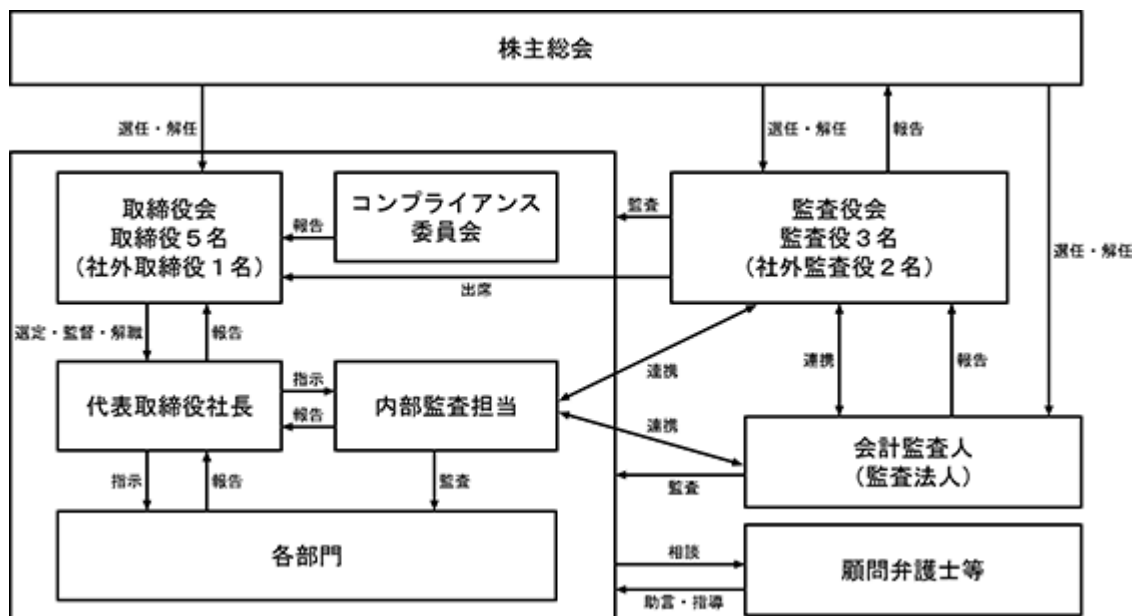 株主総会
選任・解任
選任・解任
報告
選任・解任
取締役会
取締役５名
（社外取締役１名）
報告
コンプライアンス
委員会
監査
監査役会
監査役３名
（社外監査役２名）
出席
選定・監督・解職
報告
連携
連携
報告
代表取締役社長
指示
報告
内部監査担当
連携
会計監査人
（監査法人）
監査
指示
報告
監査
各部門
相談
助言・指導
顧問弁護士等